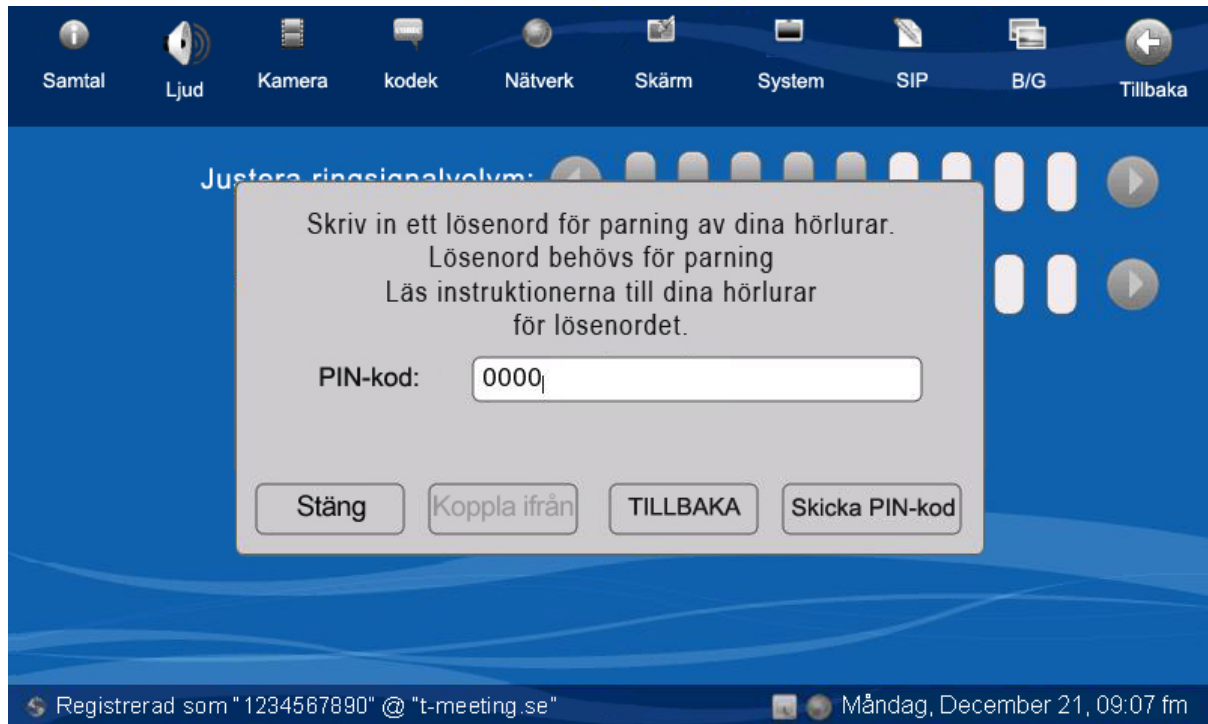 Samtal
Ljud
Kamera
kodek
Nätverk
Skärm
System
SIP
B/G
Tillbaka
Justera ringsignalvolym:
Skriv in ett lösenord för parning av dina hörlurar.
Lösenord behövs för parning
Läs instruktionerna till dina hörlurar
för lösenordet.
PIN-kod: 0000
Stäng
Koppla ifrån
TILLBAKA
Skicka PIN-kod
Registrerad som "1234567890" @ "t-meeting.se"
Måndag, December 21, 09:07 fm